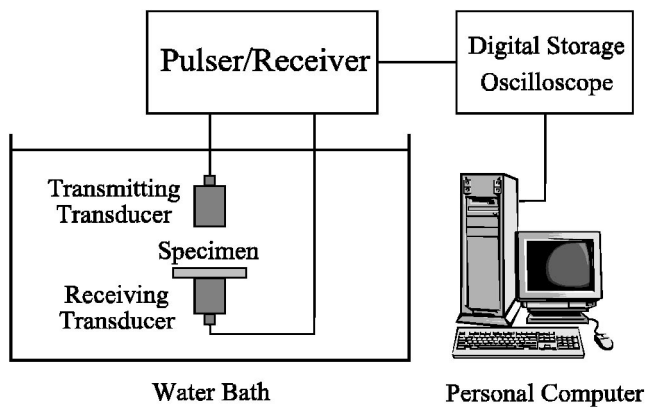 Pulser/Receiver
Digital Storage
Oscilloscope
Transmitting
Transducer
Specimen
Receiving
Transducer
Water Bath
Personal Computer